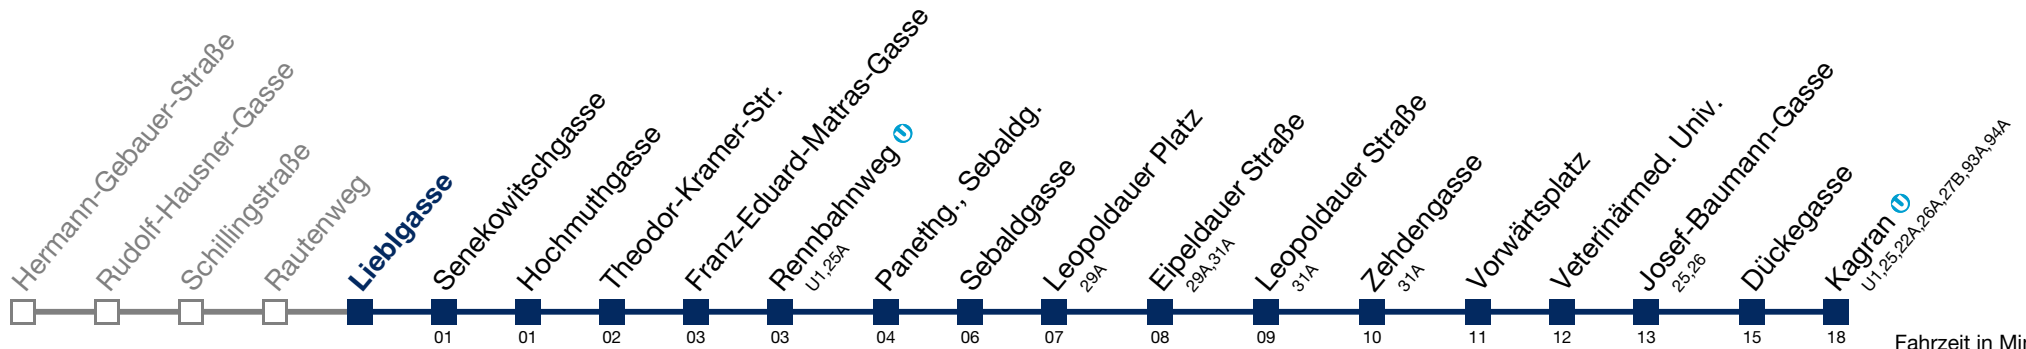 Hermann-Gebauer-Straße
Rudolf-Hausner-Gasse
Schillingstraße
Rautenweg
Lieblgasse
Senekowitschgasse
01
Hochmuthgasse
01
Theodor-Kramer-Str.
02
Franz-Eduard-Matras-Gasse
03
Rennbahnweg U
U1,25A
03
Panethg., Sebaldg.
04
Sebaldgasse
06
Leopoldauer Platz
29A
07
Eipeldauer Straße
29A,31A
08
Leopoldauer Straße
31A
09
Zehdengasse
31A
10
Vorwärtsplatz
11
Veterinärmed. Univ.
12
Josef-Baumann-Gasse
25,26
13
Dückegasse
15
Kagran U
U1,25,22A,26A,27B,93A,94A
18
Fahrzeit in Min